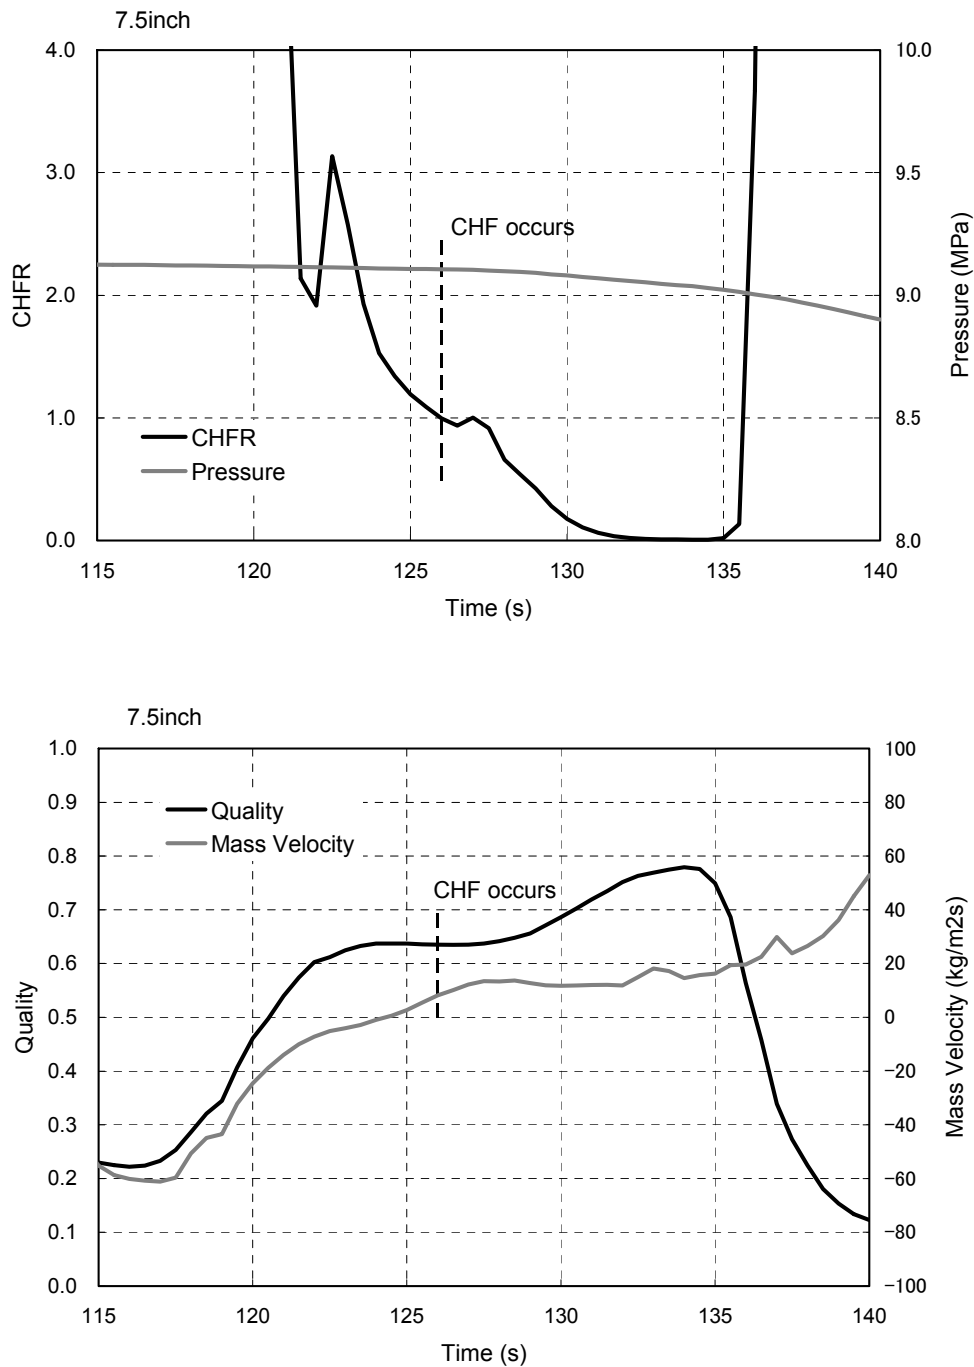 7.5inch
4.0
3.0
2.0
1.0
0.0
CHFR
10.0
9.5
9.0
8.5
8.0
Pressure (MPa)
CHF occurs
CHFR
Pressure
115 120 125 130 135 140
Time (s)
7.5inch
1.0
0.9
0.8
0.7
0.6
0.5
0.4
0.3
0.2
0.1
0.0
Quality
100
80
60
40
20
0
−20
−40
−60
−80
−100
Mass Velocity (kg/m2s)
Quality
Mass Velocity
CHF occurs
115 120 125 130 135 140
Time (s)